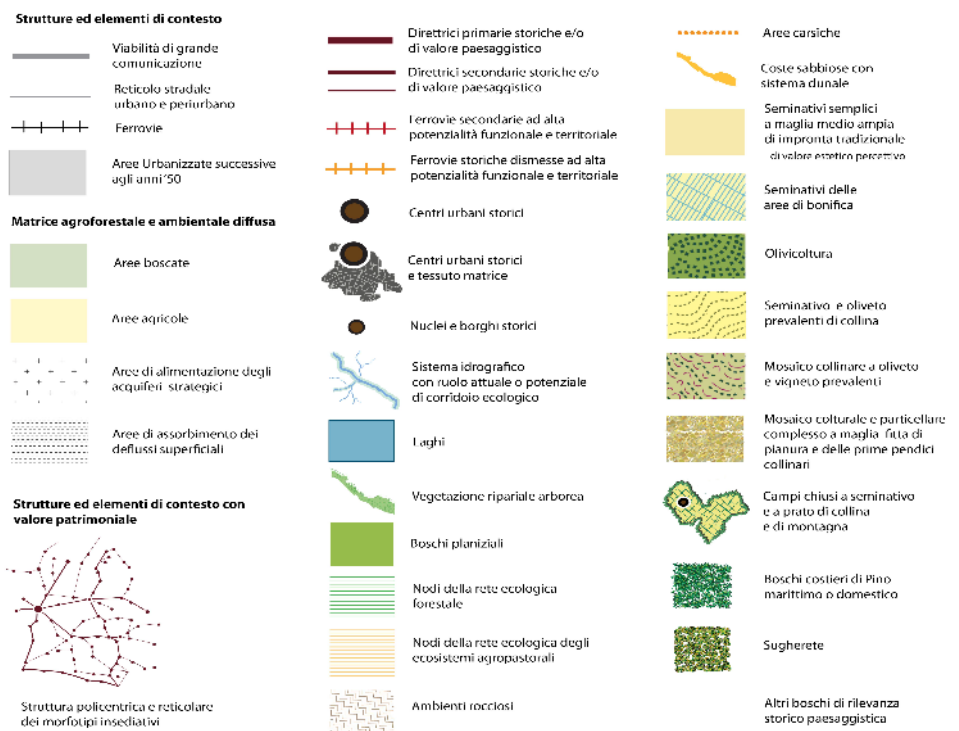 Strutture ed elementi di contesto
Viabilità di grande
comunicazione
Reticolo stradale
urbano e periurbano
Ferrovie
Aree Urbanizzate successive
agli anni'50
Matrice agroforestale e ambientale diffusa
Aree boscate
Aree agricole
Aree di alimentazione degli
acquiferi strategici
Aree di assorbimento dei
deflussi superficiali
Strutture ed elementi di contesto con
valore patrimoniale
Struttura policentrica e reticolare
dei morfotipi insediativi
Direttrici primarie storiche e/o
di valore paesaggistico
Direttrici secondarie storiche e/o
di valore paesaggistico
Ferrovie secondarie ad alta
potenzialità funzionale e territoriale
Ferrovie storiche dismesse ad alta
potenzialità funzionale e territoriale
Centri urbani storici
Centri urbani storici
e tessuto matrice
Nuclei e borghi storici
Sistema idrografico
con ruolo attuale o potenziale
di corridoio ecologico
Laghi
Vegetazione ripariale arborea
Boschi planiziali
Nodi della rete ecologica
forestale
Nodi della rete ecologica degli
ecosistemi agropastorali
Ambienti rocciosi
Aree carsiche
Coste sabbiose con
sistema dunale
Seminativi semplici
a maglia medio ampia
di impronta tradizionale
di valore estetico percettivo
Seminativi delle
aree di bonifica
Olivicoltura
Seminativo e oliveto
prevalenti di collina
Mosaico collinare a oliveto
e vigneto prevalenti
Mosaico colturale e particellare
complesso a maglia fitta di
pianura e delle prime pendici
collinari
Campi chiusi a seminativo
e a prato di collina
e di montagna
Boschi costieri di Pino
marittimo o domestico
Sugherete
Altri boschi di rilevanza
storico paesaggistica